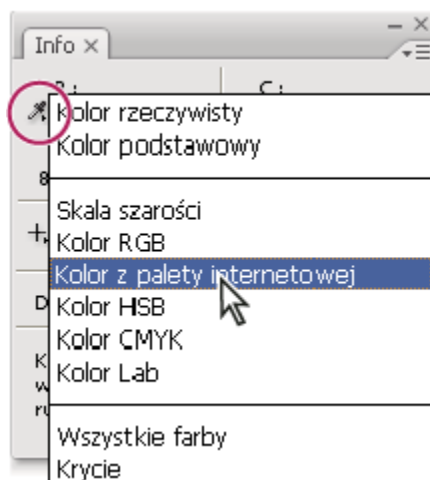 Info
C :
Kolor rzeczywisty
Kolor podstawowy
8
Skala szarości
Kolor RGB
Kolor z palety internetowej
D
Kolor HSB
Kolor CMYK
K
Kolor Lab
w
Wszystkie farby
Krycie